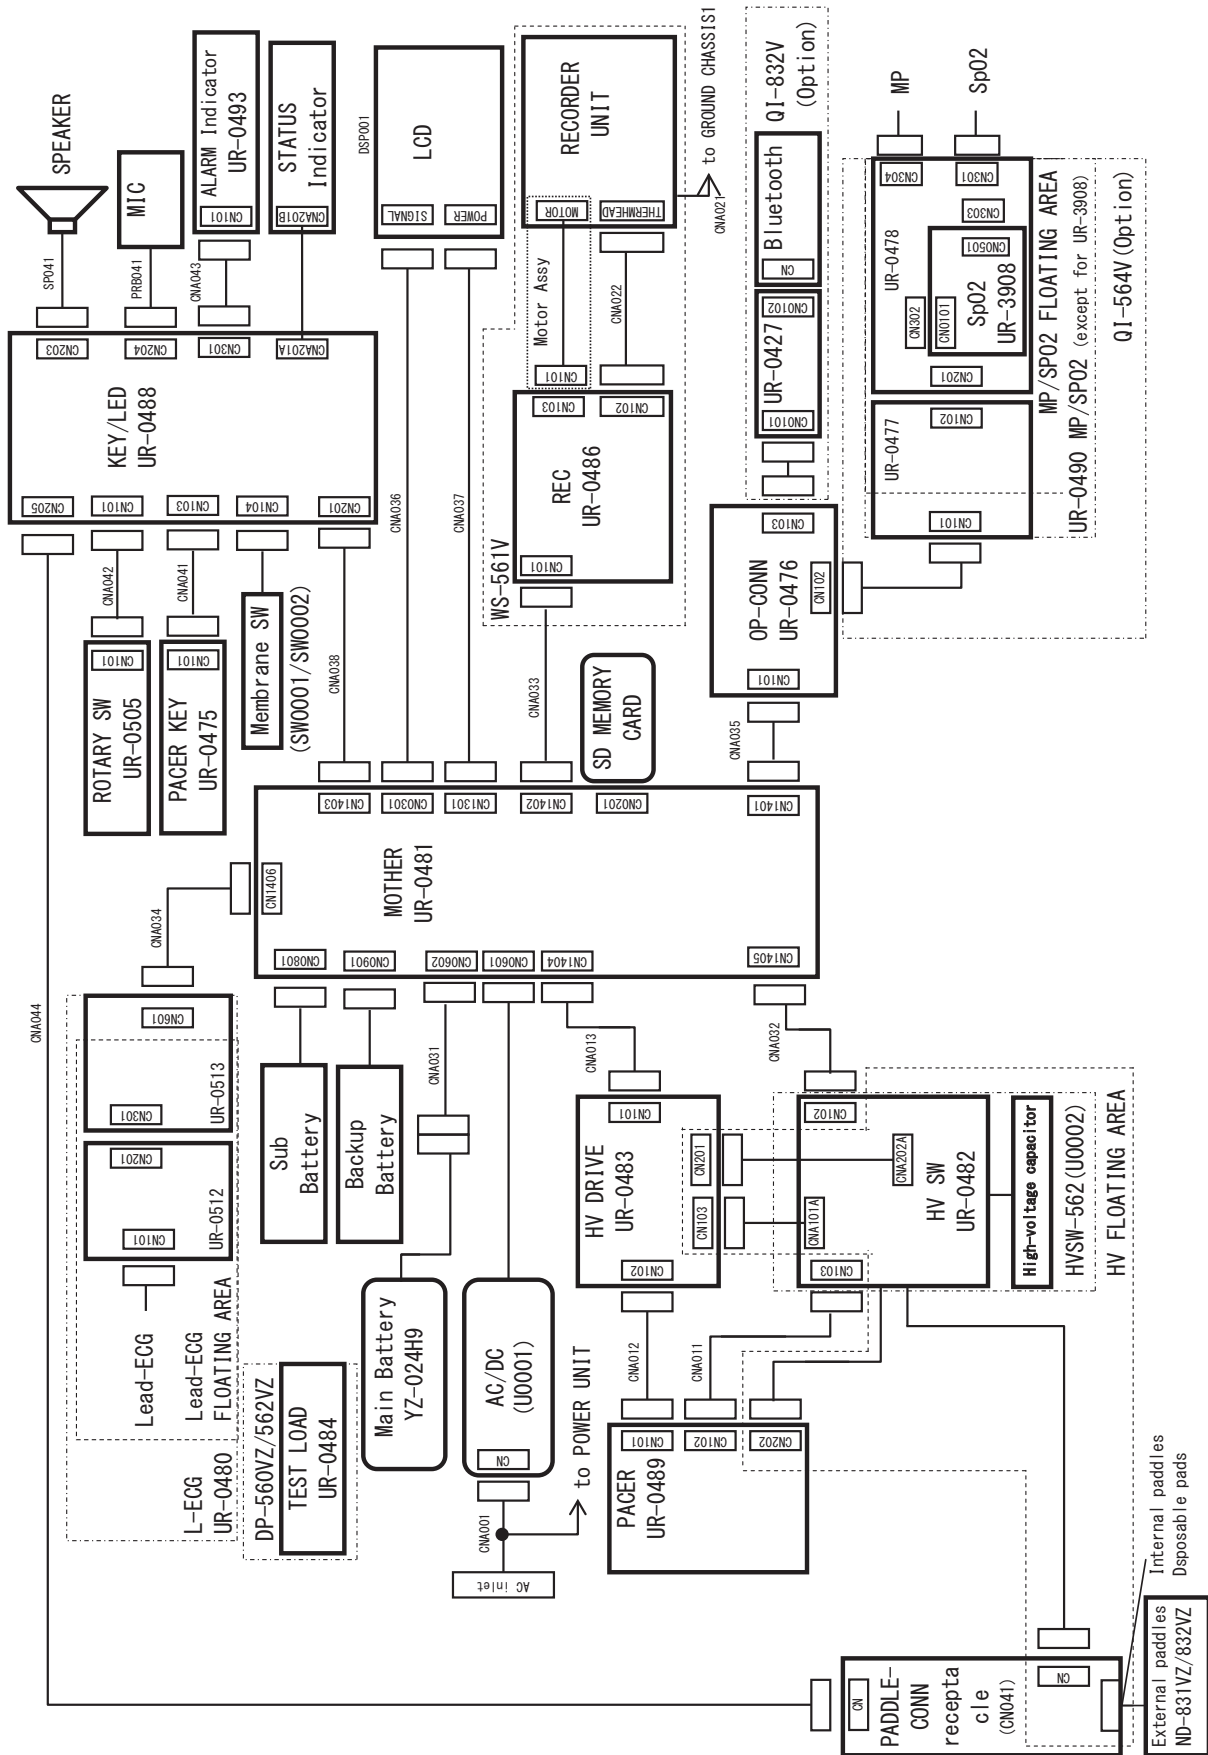 SPEAKER
SP041
CN203
MIC
PRB041
CN204
ALARM Indicator
UR-0493
CN101
CNA043
CN301
STATUS
Indicator
CNA201B
CNA201A
KEY/LED
UR-0488
CN205
CN101
CN103
CN104
CN201
CNA042
CNA041
CN101
ROTARY SW
UR-0505
CN101
PACER KEY
UR-0475
Membrane SW
(SW0001/SW0002)
CNA038
DSP001
LCD
SIGNAL
POWER
CNA036
CNA037
RECORDER
UNIT
MOTOR
THERMHEAD
Motor Assy
CN101
CNA022
CNA021
to GROUND CHASSIS1
CN103
CN102
REC
UR-0486
CN101
WS-561V
CNA033
SD MEMORY
CARD
QI-832V
(Option)
Bluetooth
CN
CN0102
UR-0427
CN0101
CN103
OP-CONN
UR-0476
CN102
CN101
CNA035
MP
SpO2
CN304
CN301
CN303
UR-0478
CN302
CN0501
CN0101
SpO2
UR-3908
CN201
MP/SPO2 FLOATING AREA
CN102
UR-0477
CN101
UR-0490 MP/SPO2 (except for UR-3908)
QI-564V(Option)
CN1403
CN0301
CN1301
CN1402
CN0201
CN1401
MOTHER
UR-0481
CN1406
CN0801
CN0901
CN0602
CN0601
CN1404
CN1405
CNA034
CNA044
CN601
UR-0513
CN301
CN201
UR-0512
CN101
Lead-ECG
Lead-ECG
FLOATING AREA
L-ECG
UR-0480
Sub
Battery
Backup
Battery
CNA031
Main Battery
YZ-024H9
DP-560VZ/562VZ
TEST LOAD
UR-0484
AC/DC
(U0001)
CN
CNA001
to POWER UNIT
AC inlet
CNA013
CN101
HV DRIVE
UR-0483
CN201
CN103
CN102
CNA032
CN102
CNA202A
CNA101A
HV SW
UR-0482
CN103
High-voltage capacitor
HVSW-562(U0002)
HV FLOATING AREA
CNA012
CNA011
CN101
CN102
CN202
PACER
UR-0489
CN
CN
PADDLE-
CONN
recepta
cle
(CN041)
Internal paddles
Dsposable pads
External paddles
ND-831VZ/832VZ